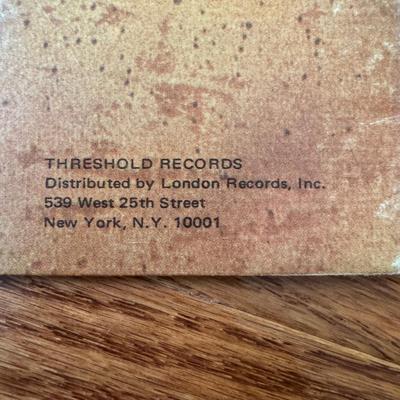 THRESHOLD RECORDS
Distributed by London Records, Inc.
539 West 25th Street
New York, N.Y. 10001